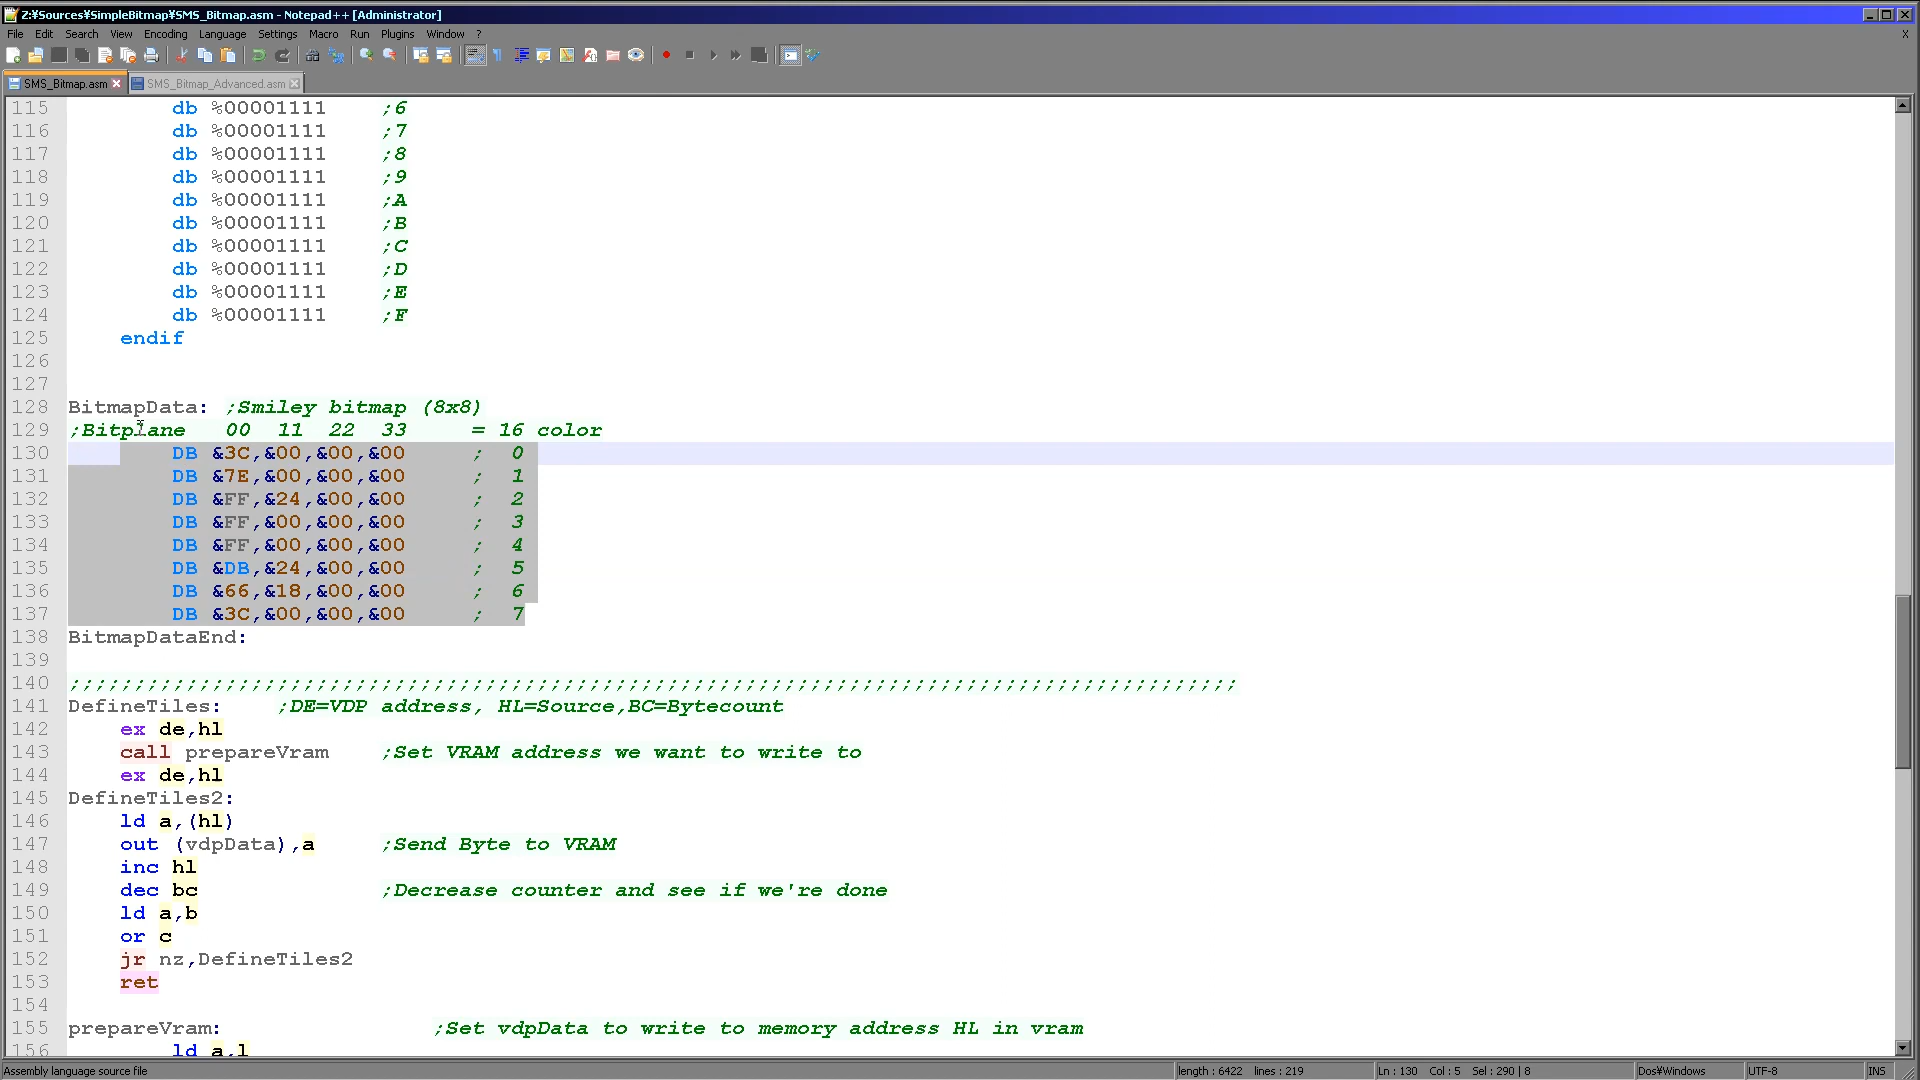 Z:¥Sources¥SimpleBitmap¥SMS_Bitmap.asm - Notepad++ [Administrator]
File Edit Search View Encoding Language Settings Macro Run Plugins Window ? X
SMS_Bitmap.asm SMS_Bitmap_Advanced.asm
115 db %00001111 ;6
116 db %00001111 ;7
117 db %00001111 ;8
118 db %00001111 ;9
119 db %00001111 ;A
120 db %00001111 ;B
121 db %00001111 ;C
122 db %00001111 ;D
123 db %00001111 ;E
124 db %00001111 ;F
125 endif
126
127
128 BitmapData: ;Smiley bitmap (8x8)
129 ;Bitplane 00 11 22 33 = 16 color
130 DB &3C,&00,&00,&00 ; 0
131 DB &7E,&00,&00,&00 ; 1
132 DB &FF,&24,&00,&00 ; 2
133 DB &FF,&00,&00,&00 ; 3
134 DB &FF,&00,&00,&00 ; 4
135 DB &DB,&24,&00,&00 ; 5
136 DB &66,&18,&00,&00 ; 6
137 DB &3C,&00,&00,&00 ; 7
138 BitmapDataEnd:
139
140 ;;;;;;;;;;;;;;;;;;;;;;;;;;;;;;;;;;;;;;;;;;;;;;;;;;;;;;;;;;;;;;;;;;;;;;;;;;;;;;;;;;;;;;;;;;
141 DefineTiles: ;DE=VDP address, HL=Source,BC=Bytecount
142 ex de,hl
143 call prepareVram ;Set VRAM address we want to write to
144 ex de,hl
145 DefineTiles2:
146 ld a,(hl)
147 out (vdpData),a ;Send Byte to VRAM
148 inc hl
149 dec bc ;Decrease counter and see if we're done
150 ld a,b
151 or c
152 jr nz,DefineTiles2
153 ret
154
155 prepareVram: ;Set vdpData to write to memory address HL in vram
156 ld a,l
Assembly language source file length : 6422 lines : 219 Ln : 130 Col : 5 Sel : 290 | 8 Dos¥Windows UTF-8 INS